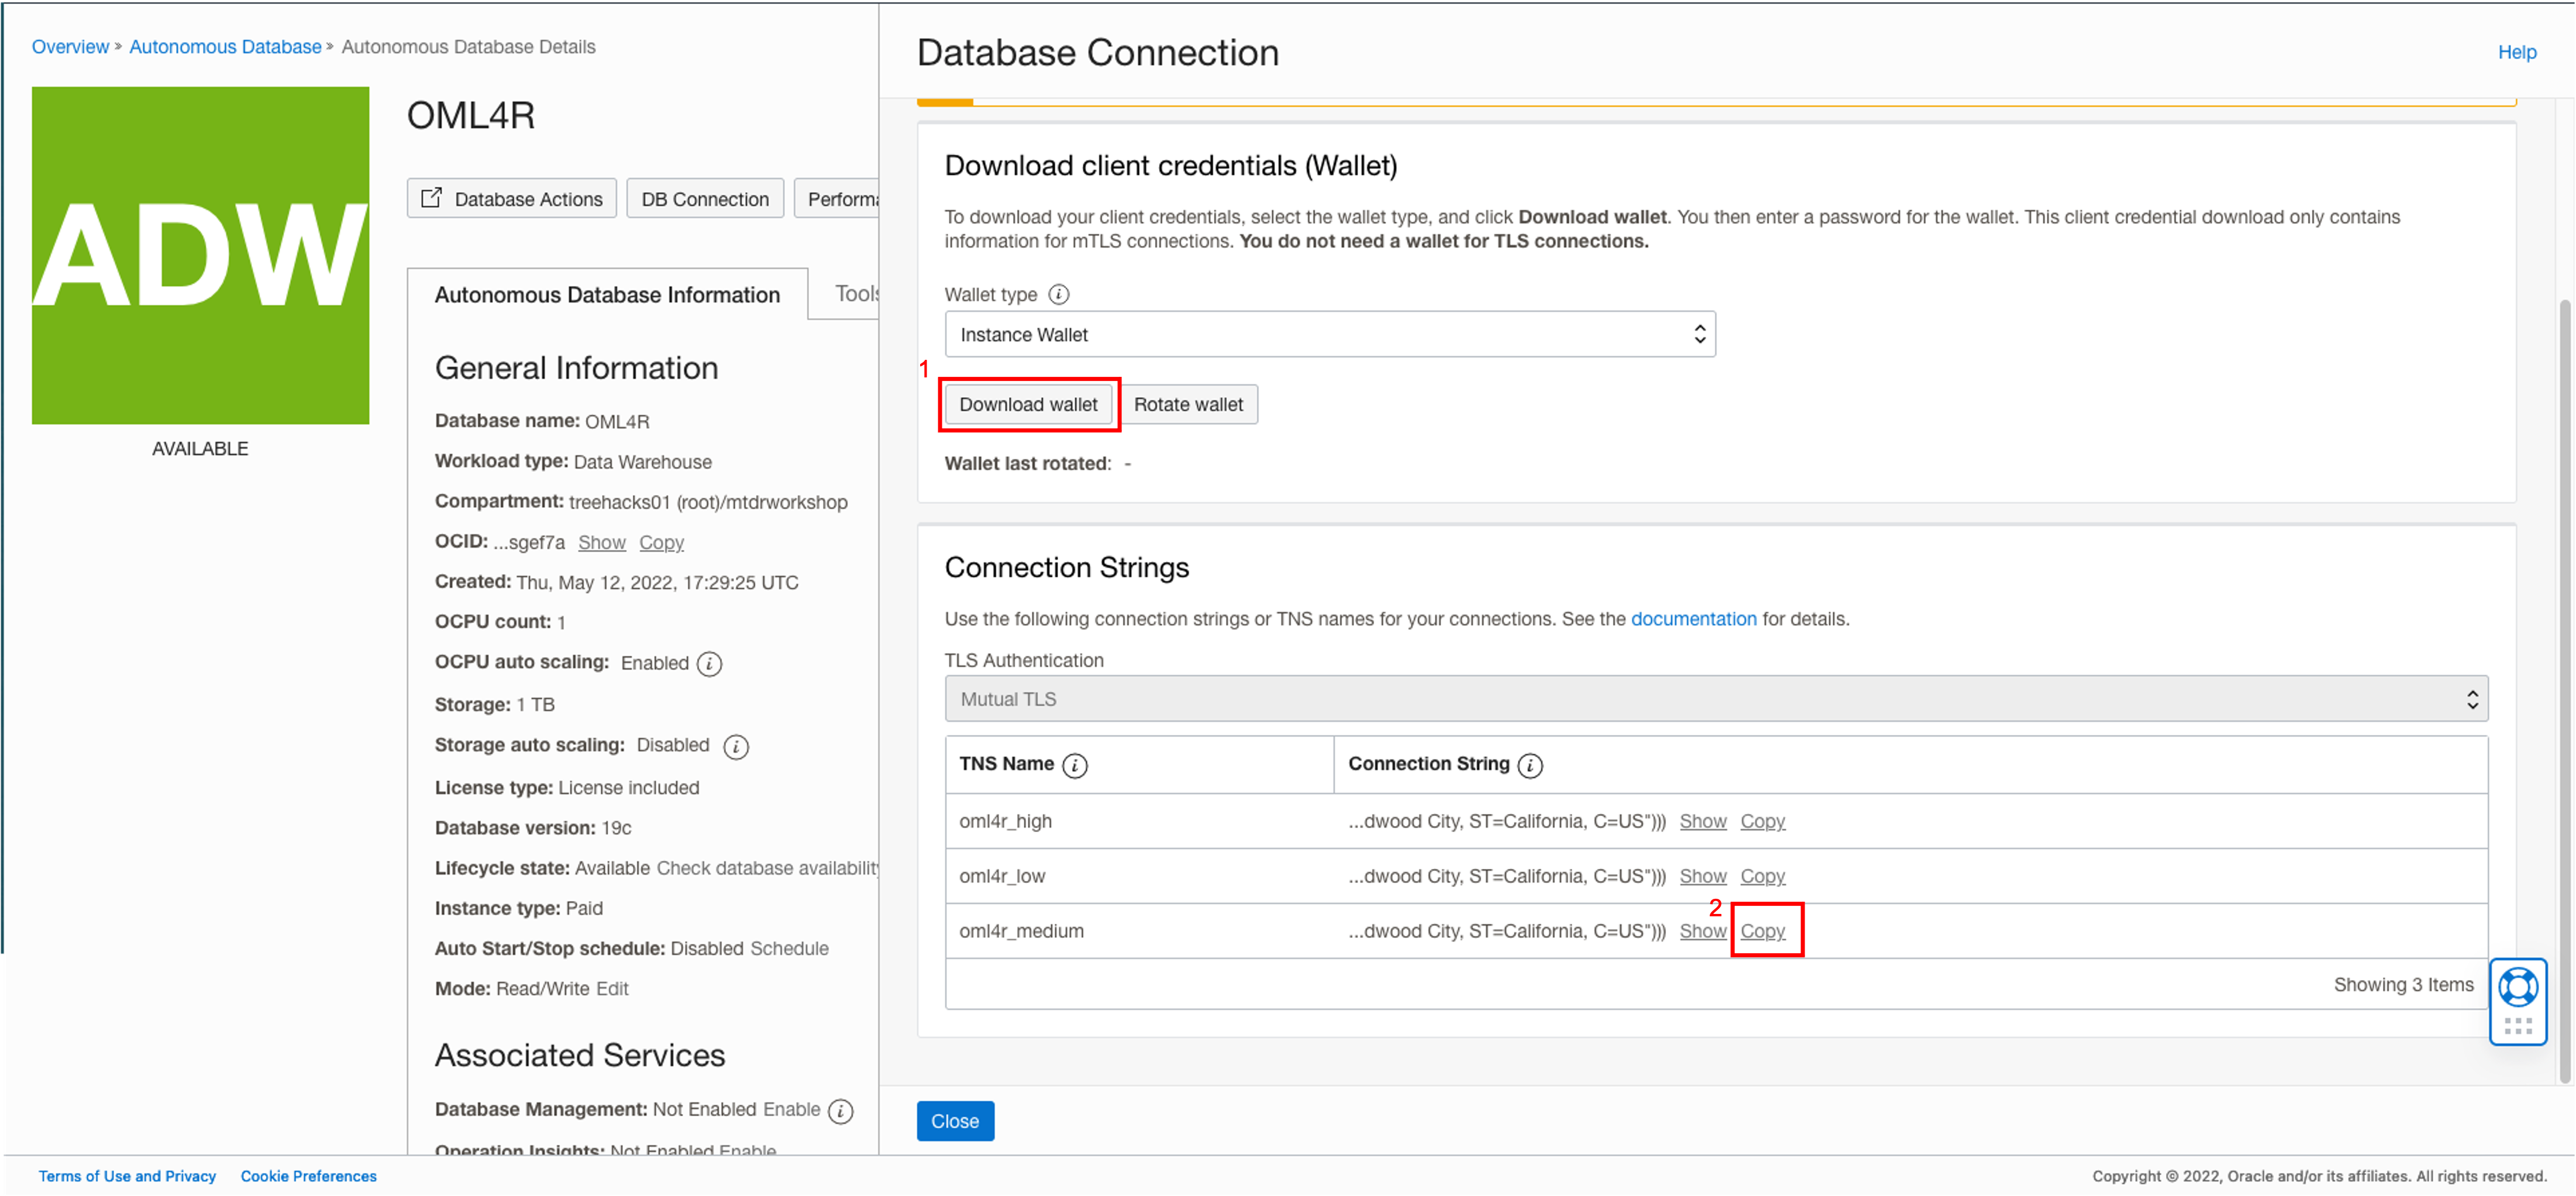 Overview » Autonomous Database » Autonomous Database Details
ADW
AVAILABLE
OML4R
Database Actions
DB Connection
Performa
Autonomous Database Information
Tools
General Information
Database name: OML4R
Workload type: Data Warehouse
Compartment: treehacks01 (root)/mtdrworkshop
OCID: ...sgef7a Show Copy
Created: Thu, May 12, 2022, 17:29:25 UTC
OCPU count: 1
OCPU auto scaling: Enabled i
Storage: 1 TB
Storage auto scaling: Disabled i
License type: License included
Database version: 19c
Lifecycle state: Available Check database availability
Instance type: Paid
Auto Start/Stop schedule: Disabled Schedule
Mode: Read/Write Edit
Associated Services
Database Management: Not Enabled Enable i
Operation Insights: Not Enabled Enable
Database Connection
Help
Download client credentials (Wallet)
To download your client credentials, select the wallet type, and click Download wallet. You then enter a password for the wallet. This client credential download only contains
information for mTLS connections. You do not need a wallet for TLS connections.
Wallet type i
Instance Wallet
1
Download wallet
Rotate wallet
Wallet last rotated: -
Connection Strings
Use the following connection strings or TNS names for your connections. See the documentation for details.
TLS Authentication
Mutual TLS
TNS Name i Connection String i
oml4r_high ...dwood City, ST=California, C=US"))) Show Copy
oml4r_low ...dwood City, ST=California, C=US"))) Show Copy
2
oml4r_medium ...dwood City, ST=California, C=US"))) Show Copy
Showing 3 Items
Close
Terms of Use and Privacy Cookie Preferences
Copyright © 2022, Oracle and/or its affiliates. All rights reserved.